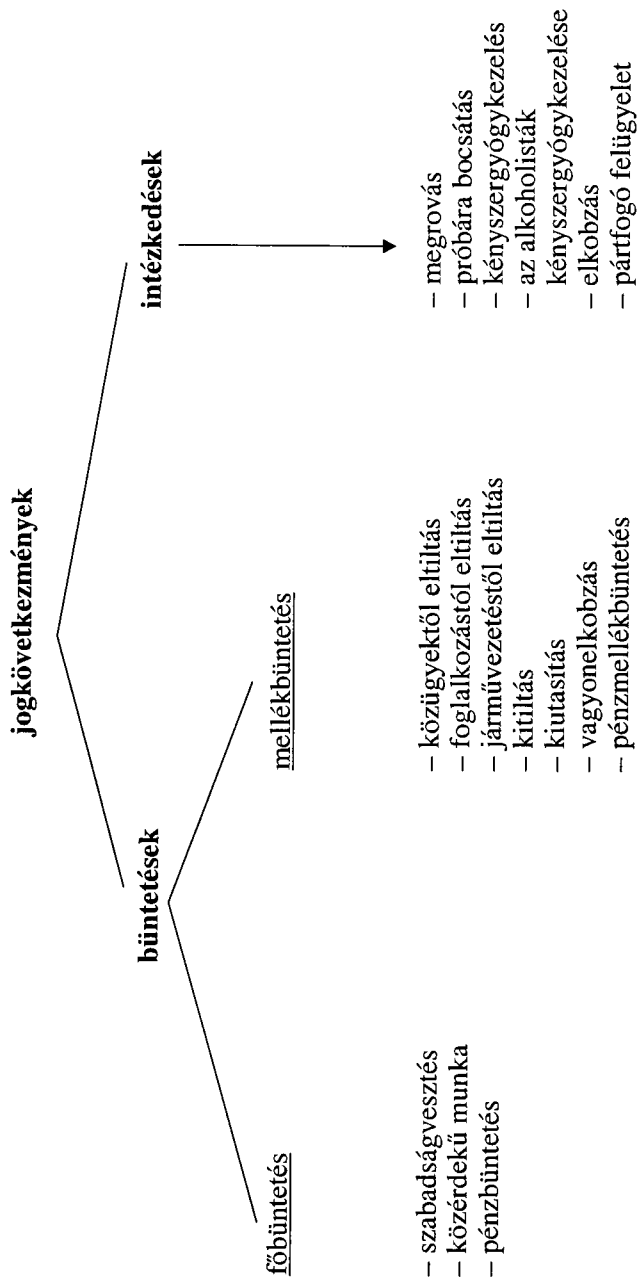 jogkövetkezmények
büntetések
intézkedések
főbüntetés
mellékbüntetés
– szabadságvesztés
– közérdekű munka
– pénzbüntetés
– közügyektől eltiltás
– foglalkozástól eltiltás
– járművezetéstől eltiltás
– kitiltás
– kiutasítás
– vagyonelkobzás
– pénzmellékbüntetés
– megrovás
– próbára bocsátás
– kényszergyógykezelés
– az alkoholisták
kényszergyógykezelése
– elkobzás
– pártfogó felügyelet